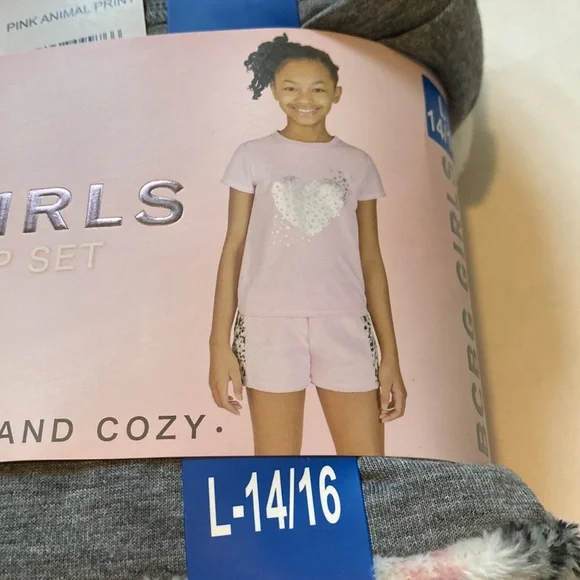 PINK ANIMAL PRINT
IRLS
P SET
AND COZY.
BCBG GIRLS
L-14/16